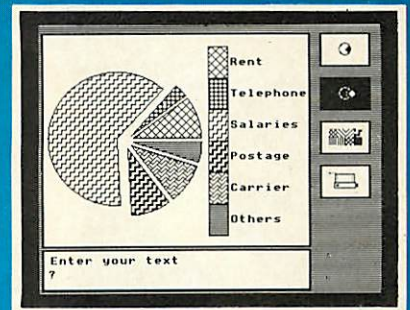 Rent
Telephone
Salaries
Postage
Carrier
Others
Enter your text
?